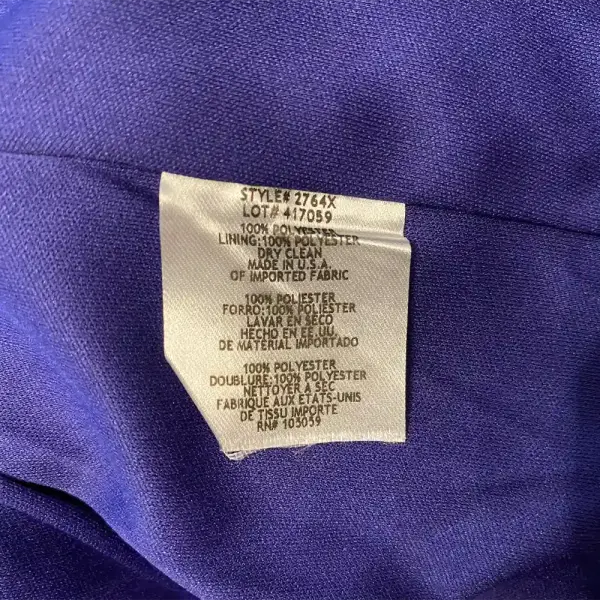 STYLE# 2764X
LOT# 417059
100% POLYESTER
LINING:100% POLYESTER
DRY CLEAN
MADE IN U.S.A.
OF IMPORTED FABRIC
100% POLIESTER
FORRO:100% POLIESTER
LAVAR EN SECO
HECHO EN EE.UU.
DE MATERIAL IMPORTADO
100% POLYESTER
DOUBLURE:100% POLYESTER
NETTOYER A SEC
FABRIQUE AUX ETATS-UNIS
DE TISSU IMPORTE
RN# 103059